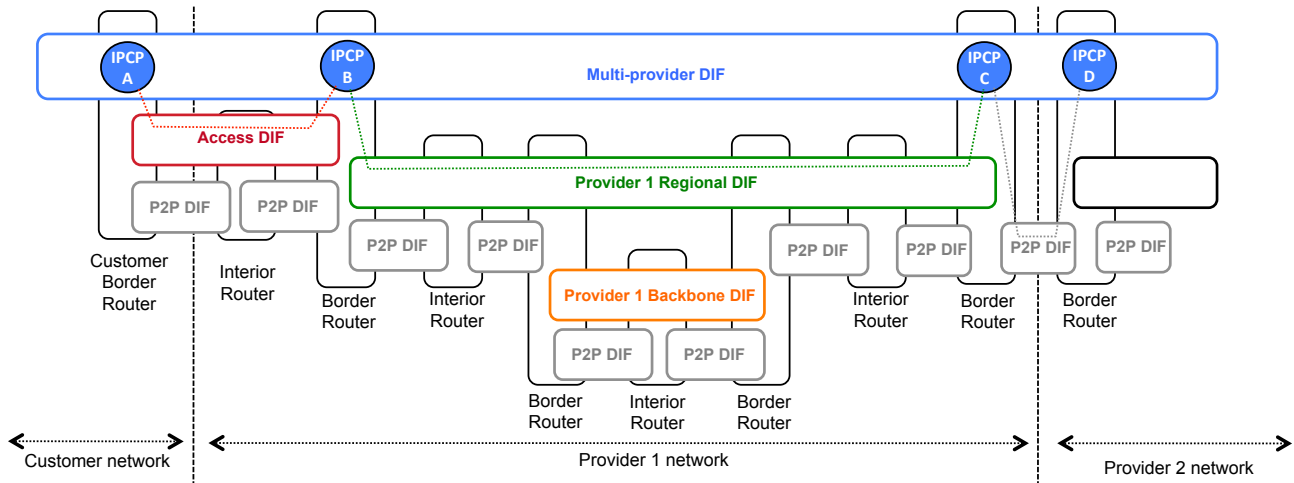 IPCP
A
IPCP
B
Multi-provider DIF
IPCP
C
IPCP
D
Access DIF
Provider 1 Regional DIF
P2P DIF
P2P DIF
P2P DIF
P2P DIF
P2P DIF
P2P DIF
P2P DIF
P2P DIF
Customer
Border
Router
Interior
Router
Border
Router
Interior
Router
Provider 1 Backbone DIF
Interior
Router
Border
Router
Border
Router
P2P DIF
P2P DIF
Border
Router
Interior
Router
Border
Router
Customer network
Provider 1 network
Provider 2 network